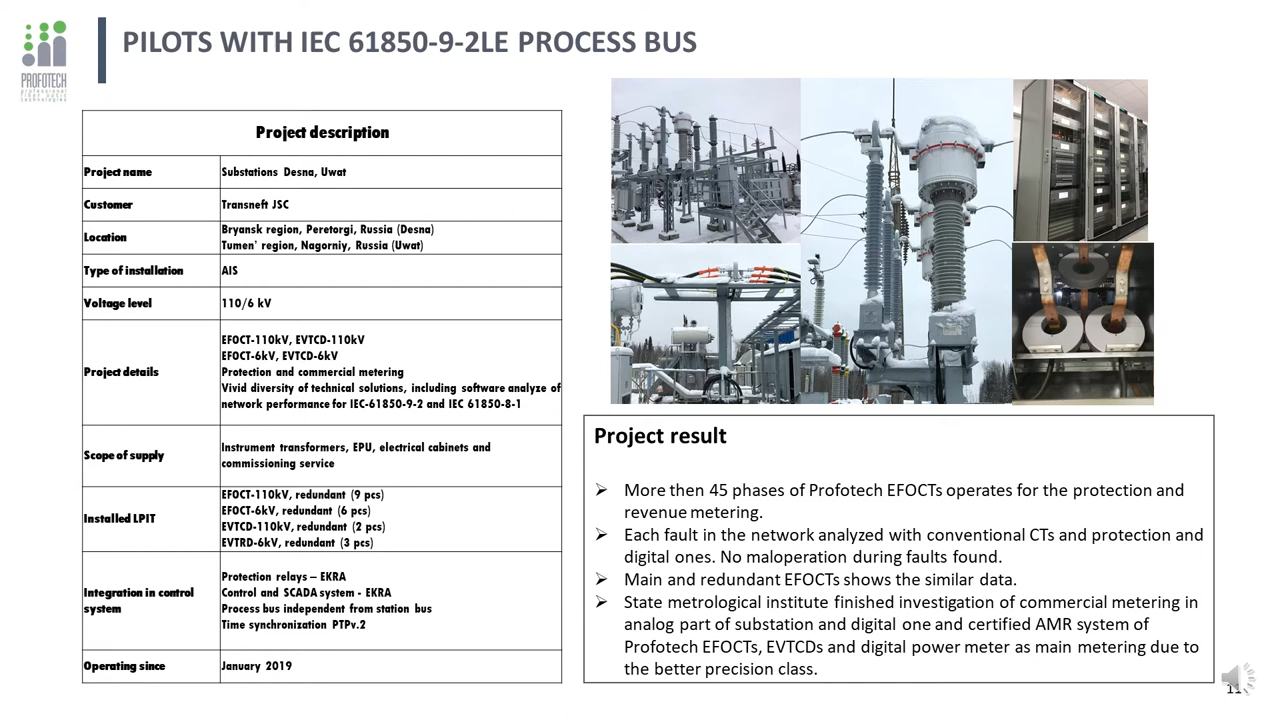 PROFOTECH
professional
fiber optic
technologies
PILOTS WITH IEC 61850-9-2LE PROCESS BUS
Project description
Project name
Substations Desna, Uwat
Customer
Transneft JSC
Location
Bryansk region, Peretorgi, Russia (Desna)
Tumen' region, Nagorniy, Russia (Uwat)
Type of installation
AIS
Voltage level
110/6 kV
Project details
EFOCT-110kV, EVTCD-110kV
EFOCT-6kV, EVTCD-6kV
Protection and commercial metering
Vivid diversity of technical solutions, including software analyze of
network performance for IEC-61850-9-2 and IEC 61850-8-1
Scope of supply
Instrument transformers, EPU, electrical cabinets and
commissioning service
Installed LPIT
EFOCT-110kV, redundant (9 pcs)
EFOCT-6kV, redundant (6 pcs)
EVTCD-110kV, redundant (2 pcs)
EVTRD-6kV, redundant (3 pcs)
Integration in control
system
Protection relays – EKRA
Control and SCADA system - EKRA
Process bus independent from station bus
Time synchronization PTPv.2
Operating since
January 2019
Project result
➢ More then 45 phases of Profotech EFOCTs operates for the protection and
revenue metering.
➢ Each fault in the network analyzed with conventional CTs and protection and
digital ones. No maloperation during faults found.
➢ Main and redundant EFOCTs shows the similar data.
➢ State metrological institute finished investigation of commercial metering in
analog part of substation and digital one and certified AMR system of
Profotech EFOCTs, EVTCDs and digital power meter as main metering due to
the better precision class.